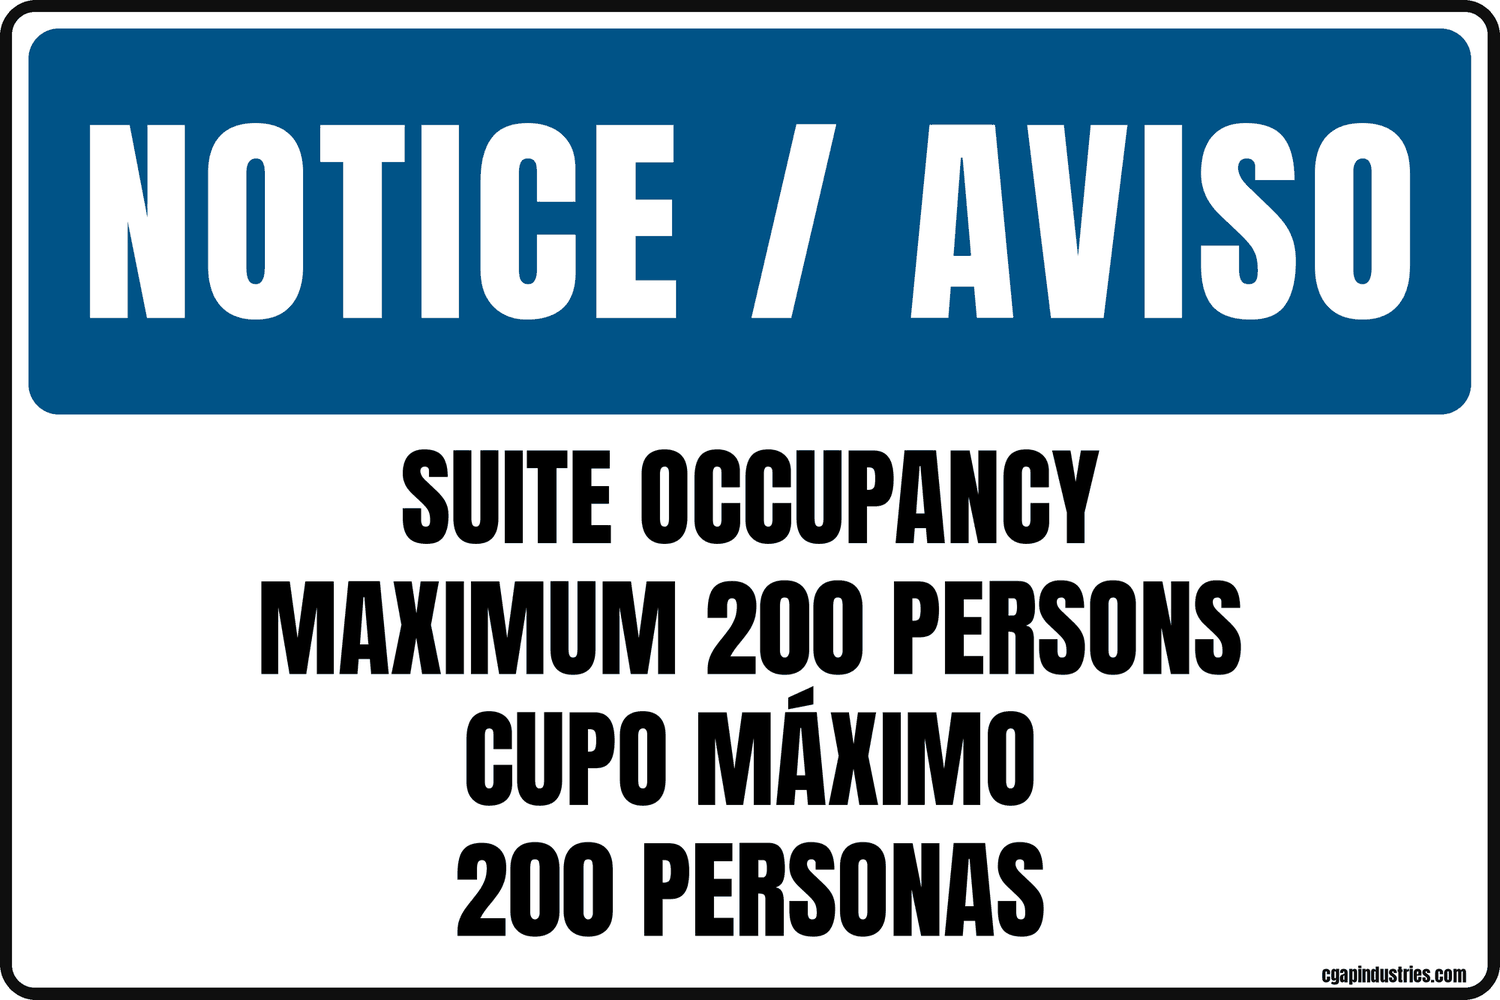 NOTICE / AVISO
SUITE OCCUPANCY
MAXIMUM 200 PERSONS
CUPO MÁXIMO
200 PERSONAS
cgapindustries.com